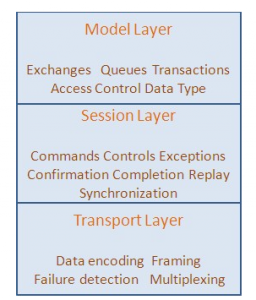 Model Layer
Exchanges Queues Transactions
Access Control Data Type
Session Layer
Commands Controls Exceptions
Confirmation Completion Replay
Synchronization
Transport Layer
Data encoding Framing
Failure detection Multiplexing